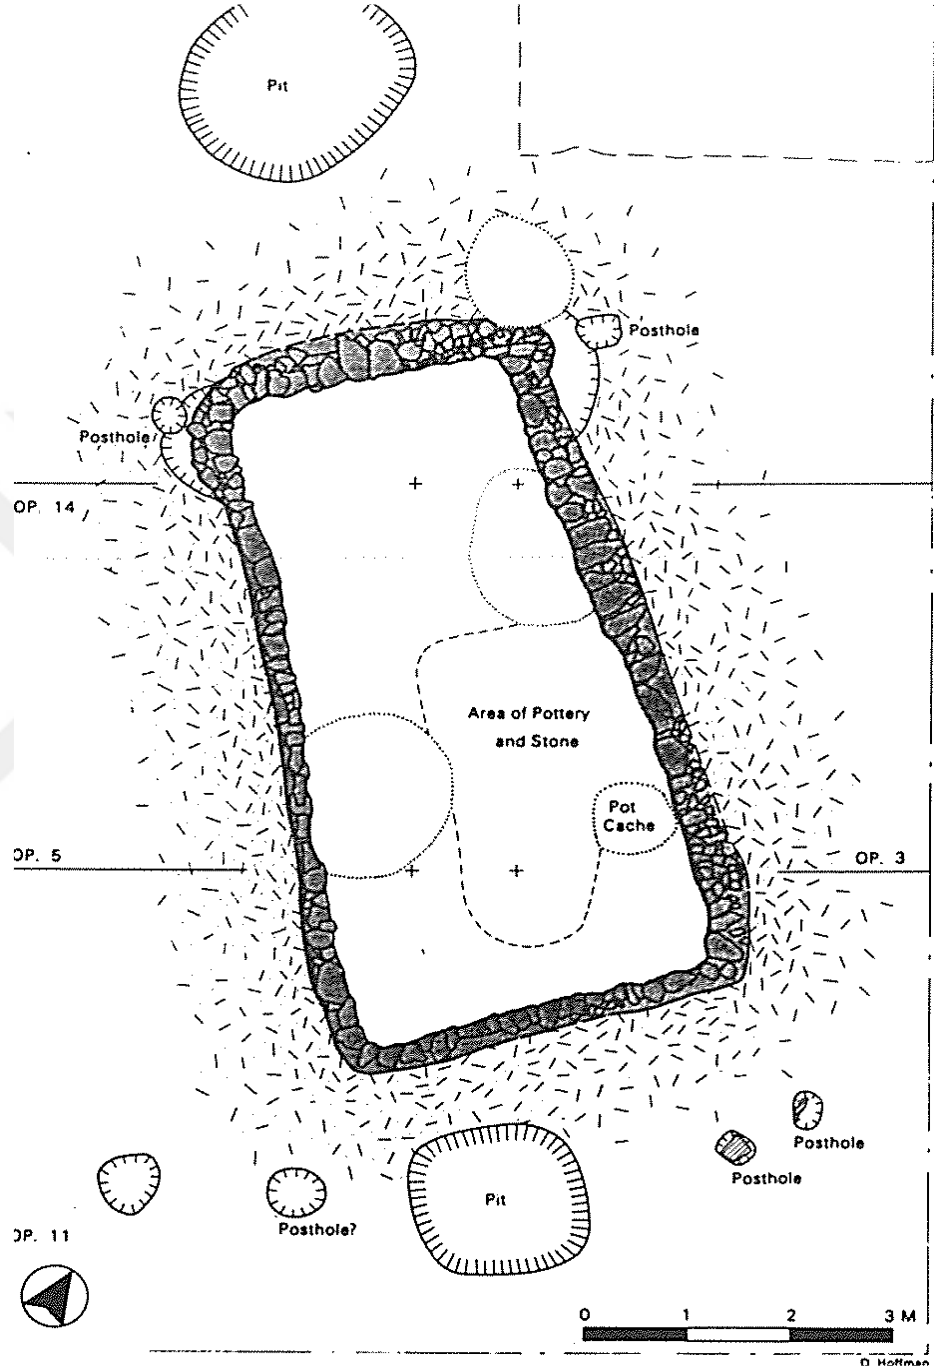 Pit
Posthole
Posthole
OP. 14
Area of Pottery
and Stone
Pot
Cache
OP. 5
OP. 3
Posthole
Posthole
Pit
Posthole?
OP. 11
0 1 2 3 M
D. Hoffman